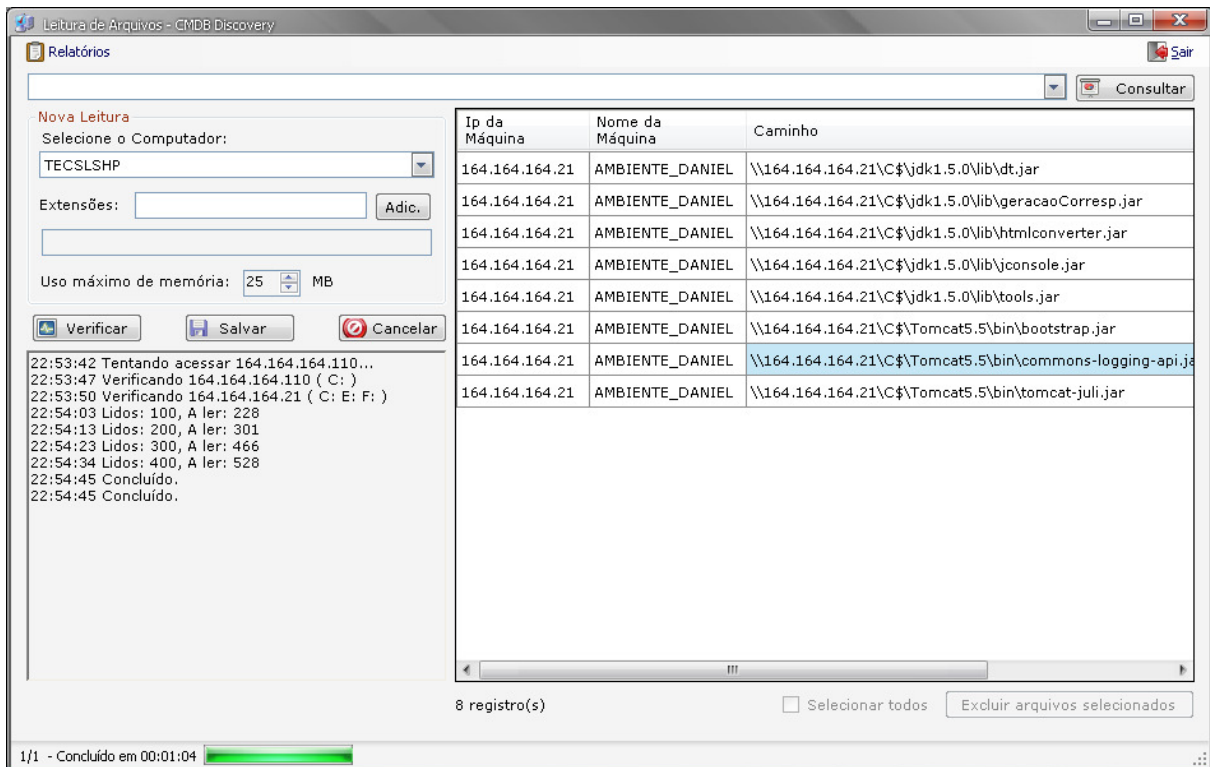 Leitura de Arquivos - CMDB Discovery
Relatórios
Sair
Consultar
Nova Leitura
Selecione o Computador:
TECSLSHP
Extensões:
Adic.
Uso máximo de memória: 25 MB
Verificar Salvar Cancelar
22:53:42 Tentando acessar 164.164.164.110...
22:53:47 Verificando 164.164.164.110 ( C: )
22:53:50 Verificando 164.164.164.21 ( C: E: F: )
22:54:03 Lidos: 100, A ler: 228
22:54:13 Lidos: 200, A ler: 301
22:54:23 Lidos: 300, A ler: 466
22:54:34 Lidos: 400, A ler: 528
22:54:45 Concluído.
22:54:45 Concluído.
Ip da Máquina Nome da Máquina Caminho
164.164.164.21 AMBIENTE_DANIEL \\164.164.164.21\C$\jdk1.5.0\lib\dt.jar
164.164.164.21 AMBIENTE_DANIEL \\164.164.164.21\C$\jdk1.5.0\lib\geracaoCorresp.jar
164.164.164.21 AMBIENTE_DANIEL \\164.164.164.21\C$\jdk1.5.0\lib\htmlconverter.jar
164.164.164.21 AMBIENTE_DANIEL \\164.164.164.21\C$\jdk1.5.0\lib\jconsole.jar
164.164.164.21 AMBIENTE_DANIEL \\164.164.164.21\C$\jdk1.5.0\lib\tools.jar
164.164.164.21 AMBIENTE_DANIEL \\164.164.164.21\C$\Tomcat5.5\bin\bootstrap.jar
164.164.164.21 AMBIENTE_DANIEL \\164.164.164.21\C$\Tomcat5.5\bin\commons-logging-api.ja
164.164.164.21 AMBIENTE_DANIEL \\164.164.164.21\C$\Tomcat5.5\bin\tomcat-juli.jar
8 registro(s)
Selecionar todos
Excluir arquivos selecionados
1/1 - Concluído em 00:01:04